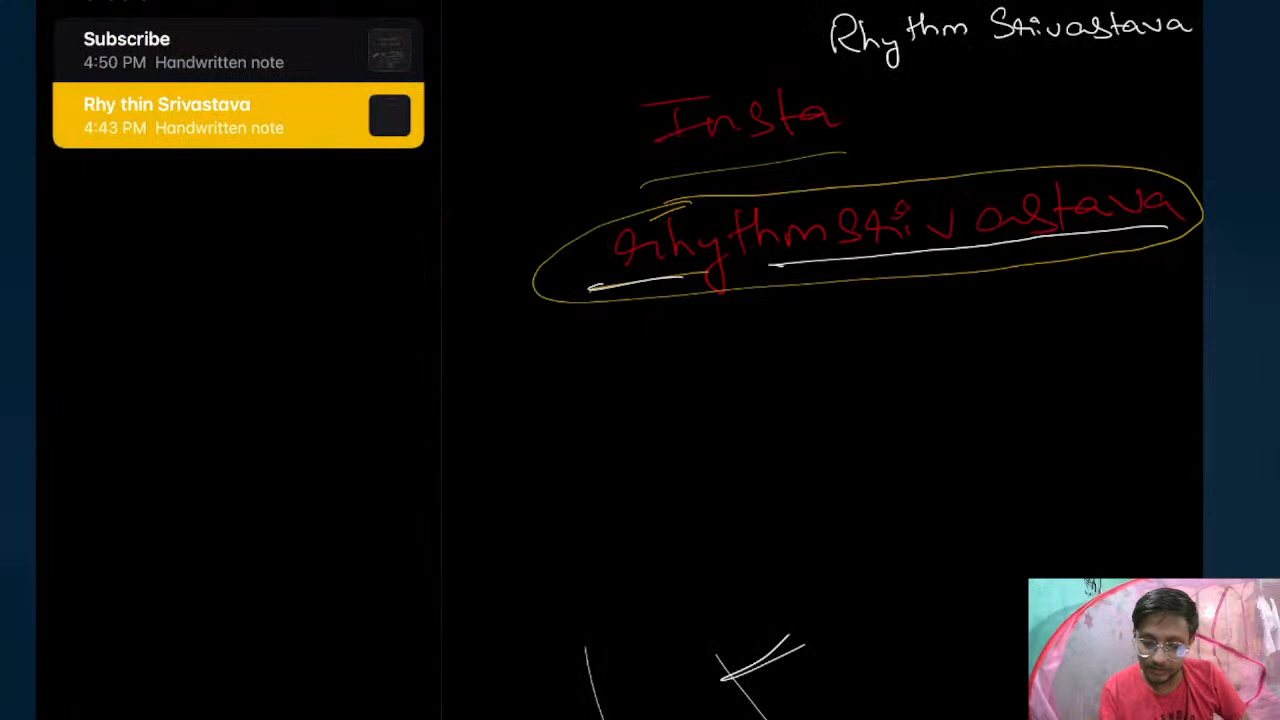 Subscribe
4:50 PM Handwritten note
Rhy thin Srivastava
4:43 PM Handwritten note
Rhythm Srivastava
Insta
rhythmsrivastava